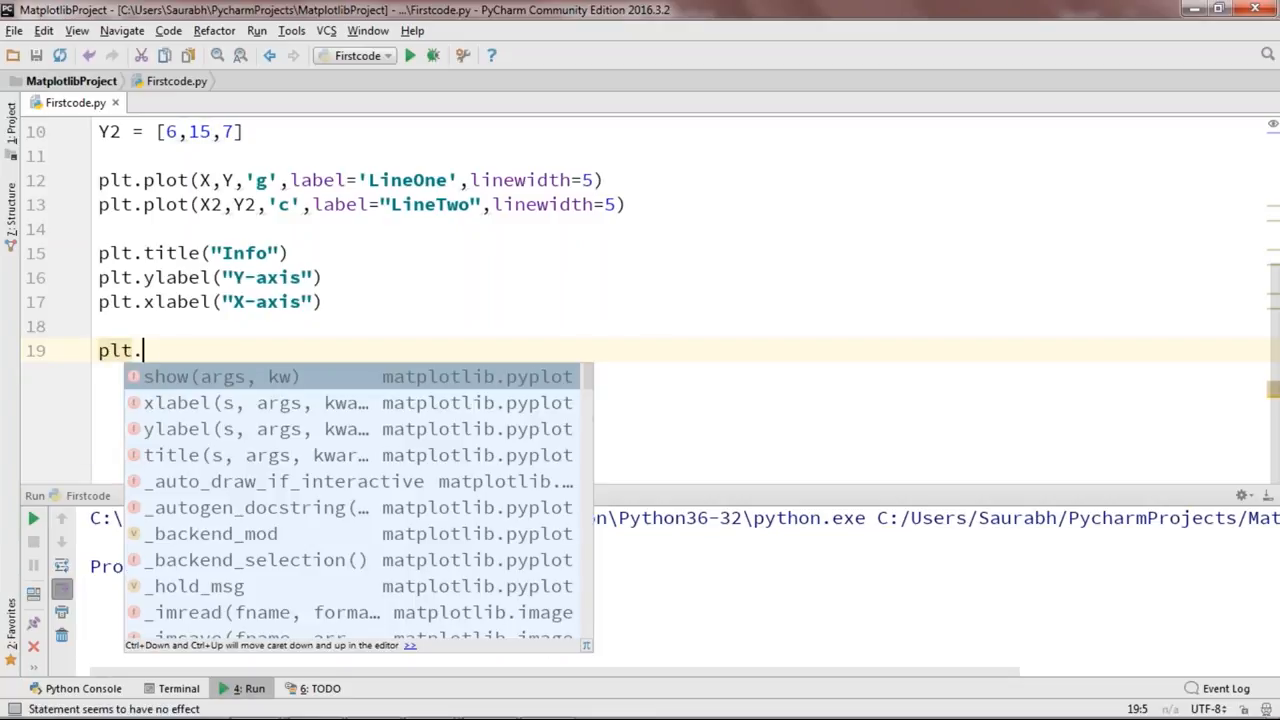 MatplotlibProject - [C:\Users\Saurabh\PycharmProjects\MatplotlibProject] - ...\Firstcode.py - PyCharm Community Edition 2016.3.2
File Edit View Navigate Code Refactor Run Tools VCS Window Help
Firstcode
MatplotlibProject Firstcode.py
Firstcode.py
1: Project
Z: Structure
2: Favorites
10 Y2 = [6,15,7]
11
12 plt.plot(X,Y,'g',label='LineOne',linewidth=5)
13 plt.plot(X2,Y2,'c',label="LineTwo",linewidth=5)
14
15 plt.title("Info")
16 plt.ylabel("Y-axis")
17 plt.xlabel("X-axis")
18
19 plt.
show(args, kw) matplotlib.pyplot
xlabel(s, args, kwa… matplotlib.pyplot
ylabel(s, args, kwa… matplotlib.pyplot
title(s, args, kwar… matplotlib.pyplot
_auto_draw_if_interactive matplotlib.…
_autogen_docstring(… matplotlib.pyplot
_backend_mod matplotlib.pyplot
_backend_selection() matplotlib.pyplot
_hold_msg matplotlib.pyplot
_imread(fname, forma… matplotlib.image
_imsave(fname, arr… matplotlib.image
Ctrl+Down and Ctrl+Up will move caret down and up in the editor >> π
Run Firstcode
C:\ n\Python36-32\python.exe C:/Users/Saurabh/PycharmProjects/Mat
Pro
Python Console Terminal 4: Run 6: TODO Event Log
Statement seems to have no effect 19:5 n/a UTF-8